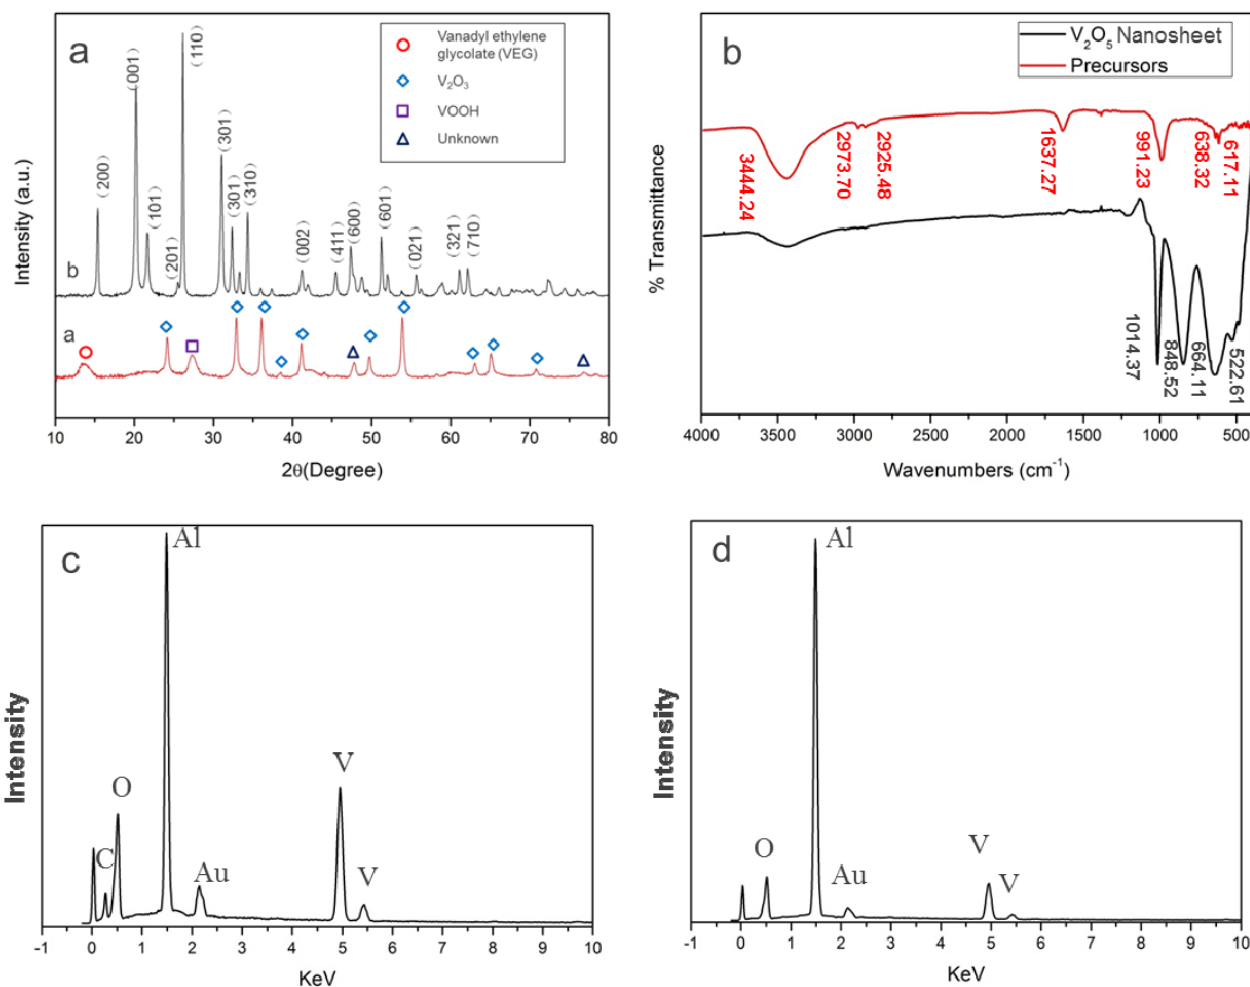 a
Vanadyl ethylene
glycolate (VEG)
V₂O₃
VOOH
Unknown
Intensity (a.u.)
(200)
(001)
(101)
(201)
(110)
(301)
(301)
(310)
(002)
(411)
(600)
(601)
(021)
(321)
(710)
b
a
10 20 30 40 50 60 70 80
2θ(Degree)
b
V₂O₅ Nanosheet
Precursors
% Transmittance
3444.24
2973.70
2925.48
1637.27
991.23
638.32
617.11
1014.37
848.52
664.11
522.61
4000 3500 3000 2500 2000 1500 1000 500
Wavenumbers (cm⁻¹)
c
Intensity
C
O
Al
Au
V
V
-1 0 1 2 3 4 5 6 7 8 9 10
KeV
d
Intensity
O
Al
Au
V
V
-1 0 1 2 3 4 5 6 7 8 9 10
KeV